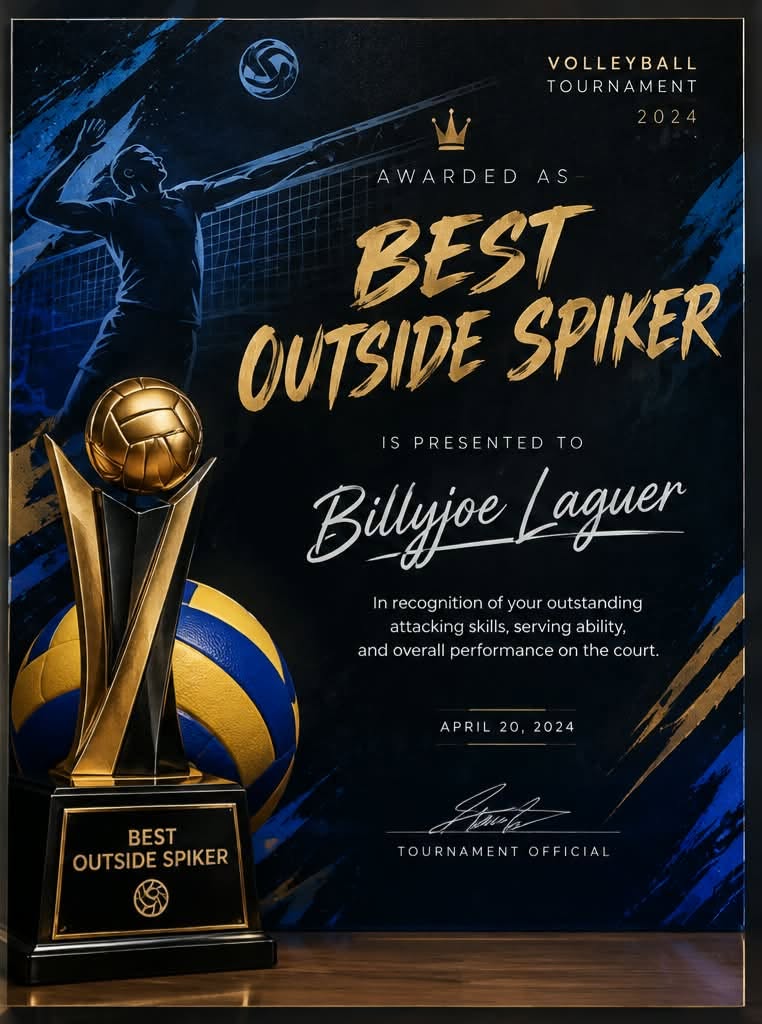 VOLLEYBALL
TOURNAMENT
2024
AWARDED AS
BEST
OUTSIDE SPIKER
IS PRESENTED TO
Billyjoe Laguer
In recognition of your outstanding
attacking skills, serving ability,
and overall performance on the court.
APRIL 20, 2024
TOURNAMENT OFFICIAL
BEST
OUTSIDE SPIKER